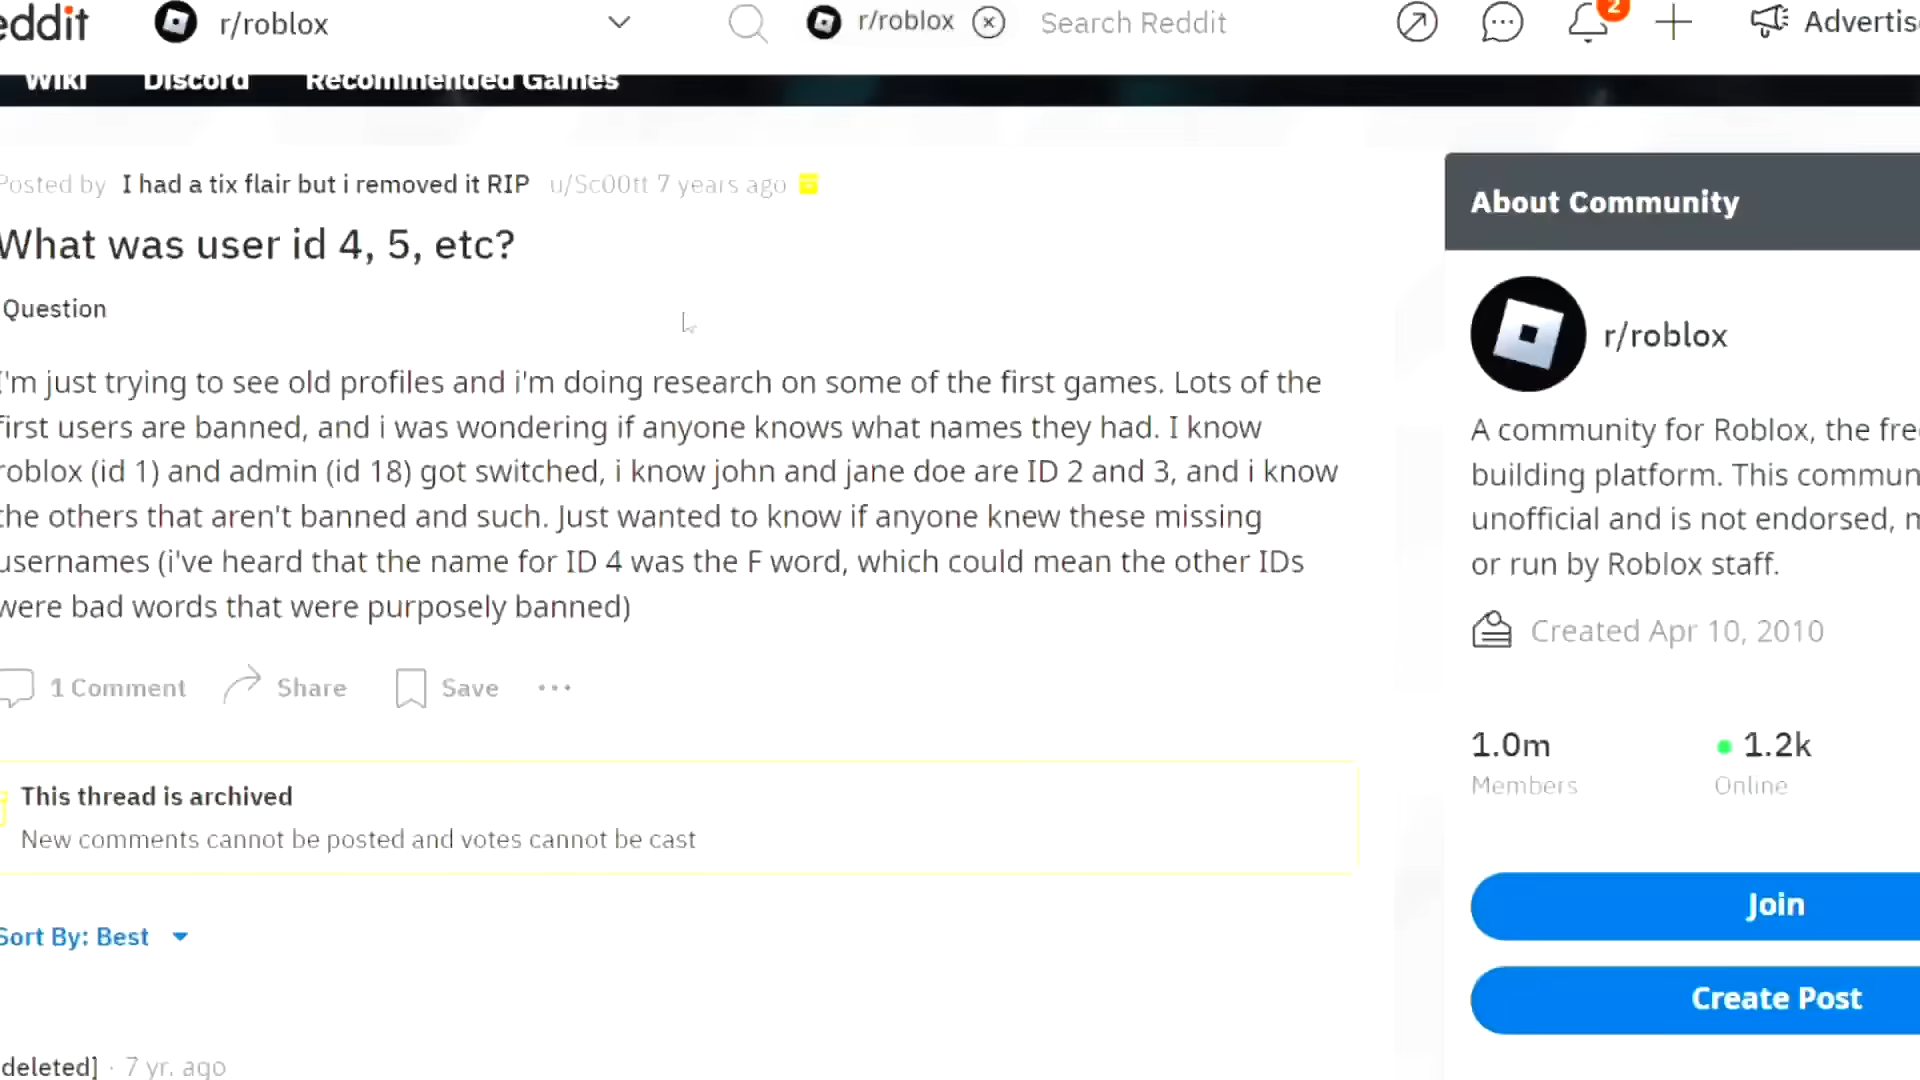 eddit r/roblox r/roblox Search Reddit 2 Advertis
Wiki Discord Recommended Games
Posted by I had a tix flair but i removed it RIP u/Sc00tt 7 years ago
What was user id 4, 5, etc?
Question
I'm just trying to see old profiles and i'm doing research on some of the first games. Lots of the
first users are banned, and i was wondering if anyone knows what names they had. I know
roblox (id 1) and admin (id 18) got switched, i know john and jane doe are ID 2 and 3, and i know
the others that aren't banned and such. Just wanted to know if anyone knew these missing
usernames (i've heard that the name for ID 4 was the F word, which could mean the other IDs
were bad words that were purposely banned)
1 Comment Share Save ...
This thread is archived
New comments cannot be posted and votes cannot be cast
Sort By: Best
deleted] · 7 yr. ago
About Community
r/roblox
A community for Roblox, the fre
building platform. This commun
unofficial and is not endorsed, m
or run by Roblox staff.
Created Apr 10, 2010
1.0m 1.2k
Members Online
Join
Create Post